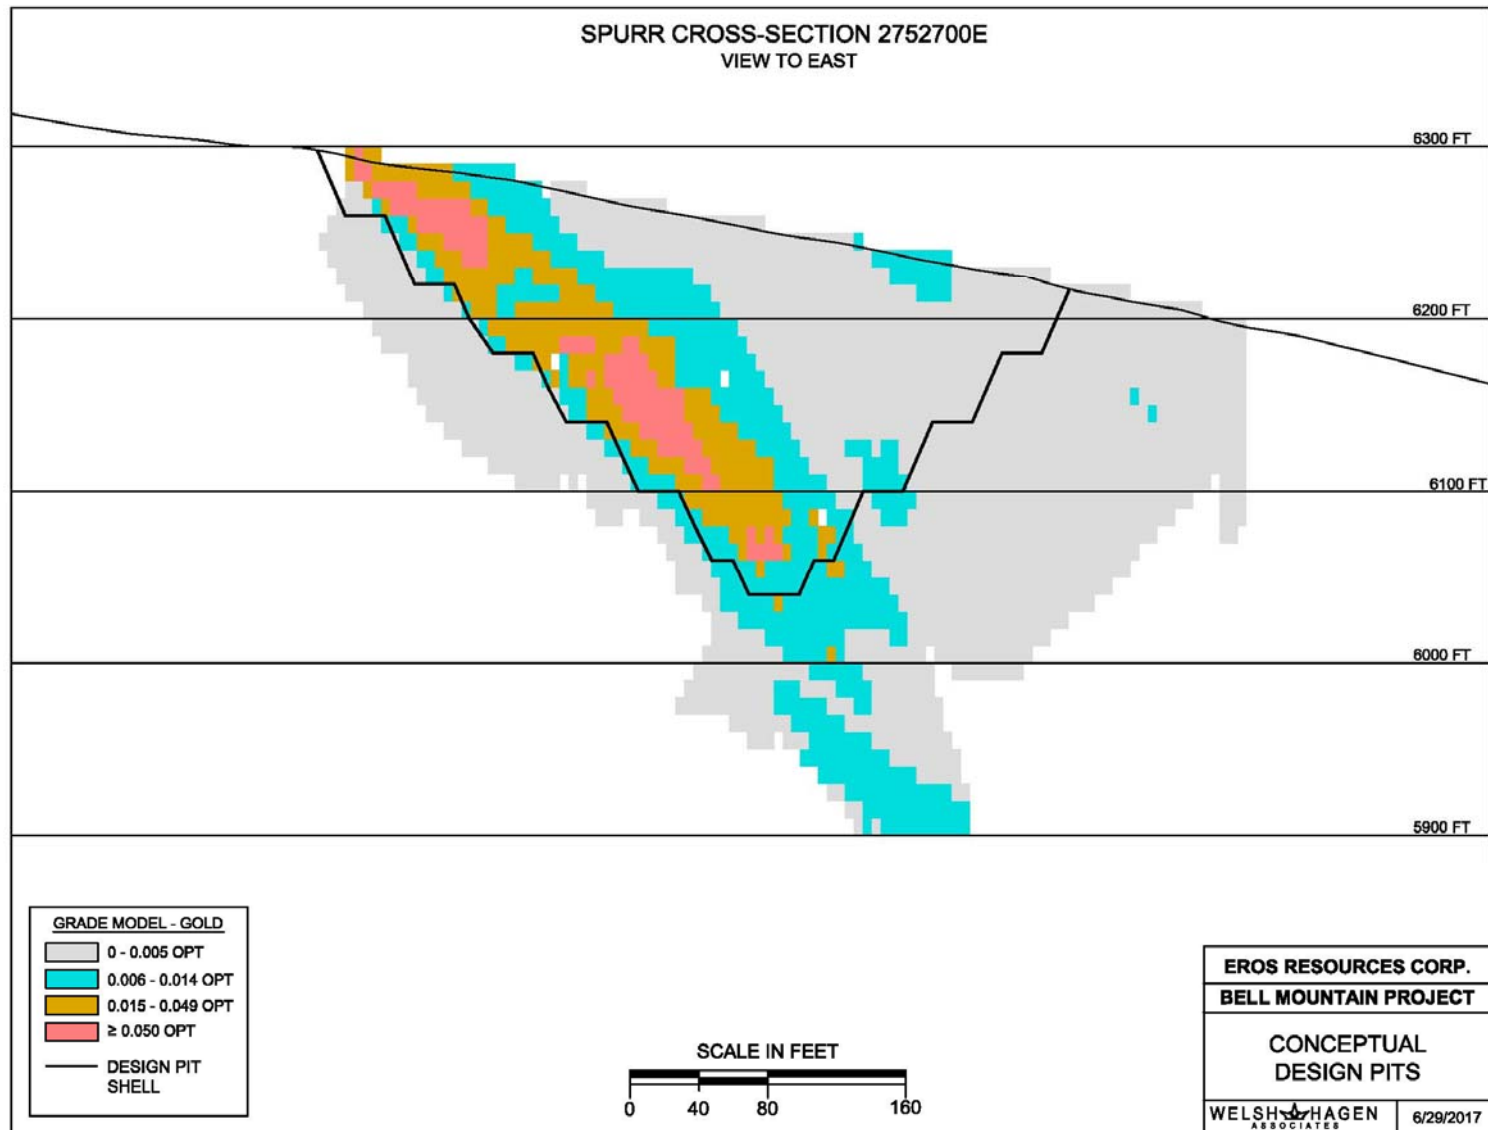 SPURR CROSS-SECTION 2752700E
VIEW TO EAST
6300 FT
6200 FT
6100 FT
6000 FT
5900 FT
GRADE MODEL - GOLD
0 - 0.005 OPT
0.006 - 0.014 OPT
0.015 - 0.049 OPT
≥ 0.050 OPT
DESIGN PIT
SHELL
SCALE IN FEET
0 40 80 160
EROS RESOURCES CORP.
BELL MOUNTAIN PROJECT
CONCEPTUAL
DESIGN PITS
WELSH HAGEN
ASSOCIATES
6/29/2017